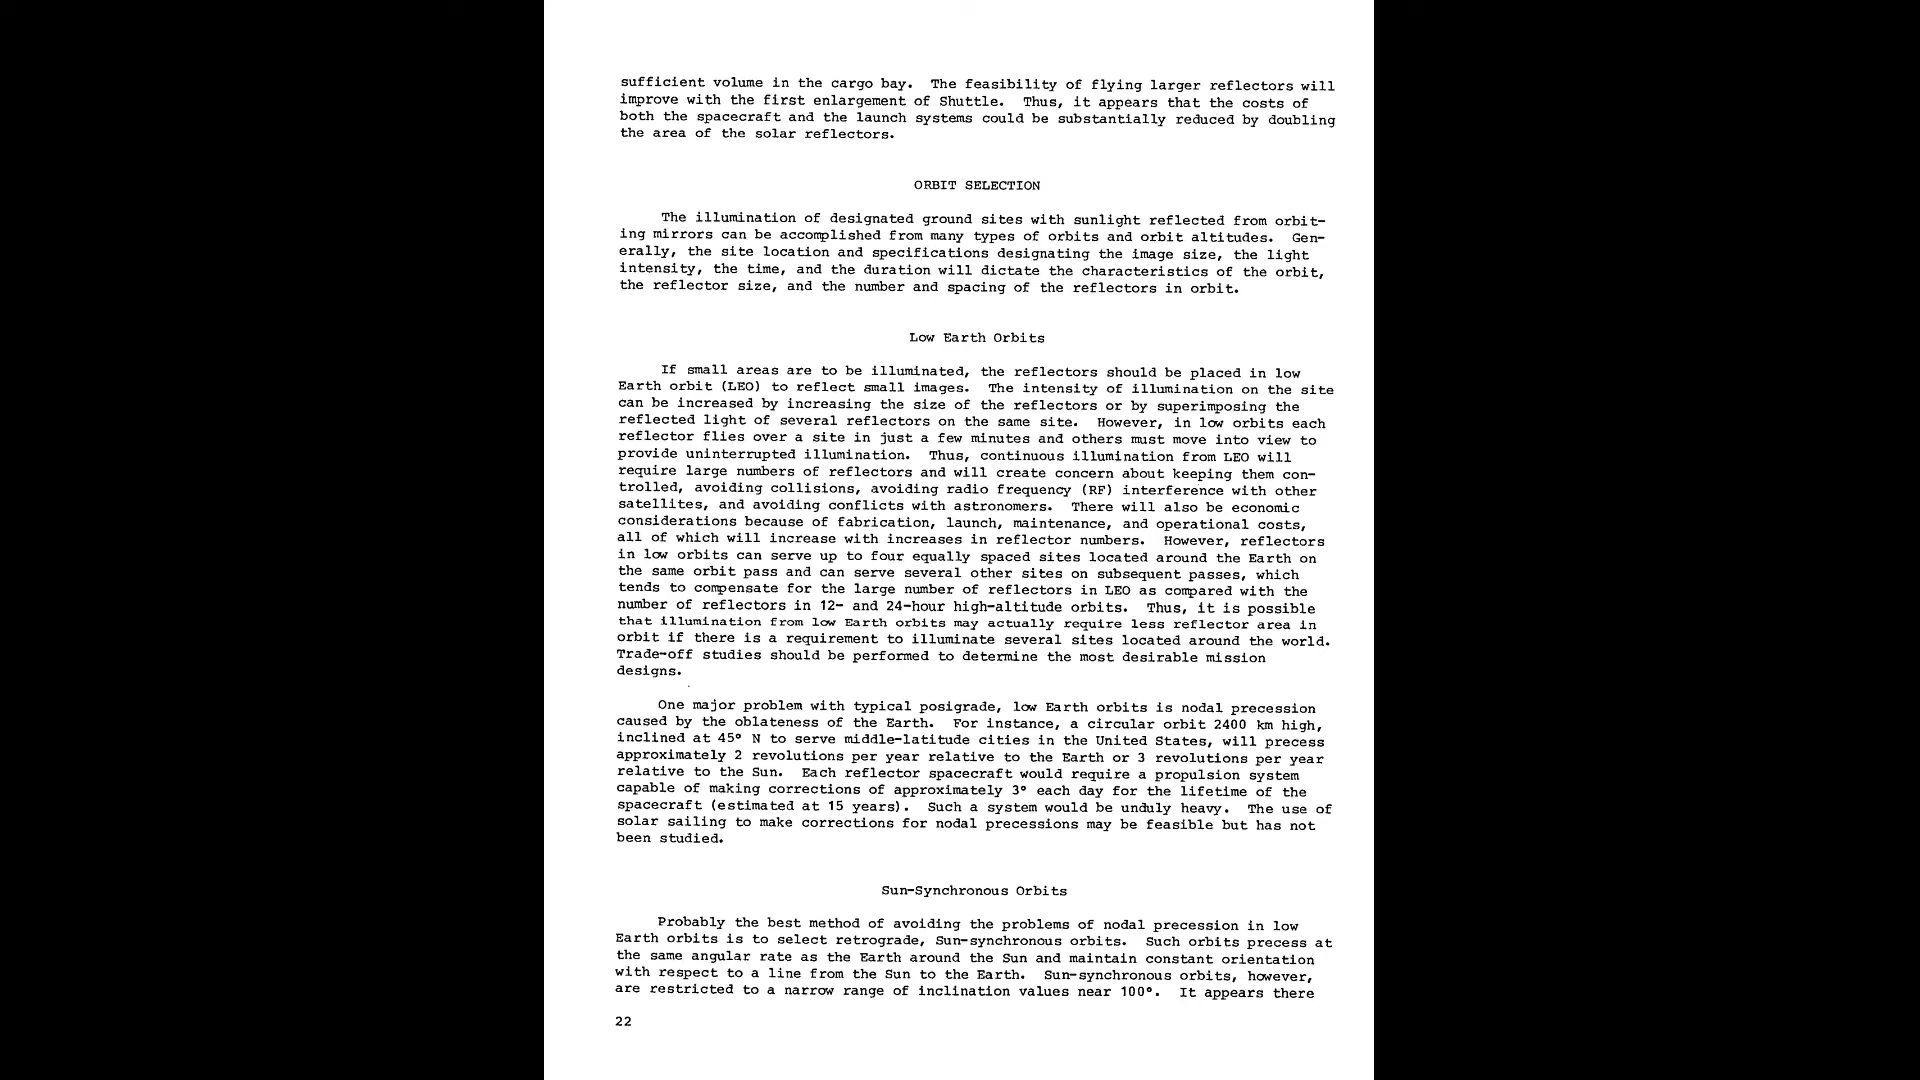 sufficient volume in the cargo bay. The feasibility of flying larger reflectors will
improve with the first enlargement of Shuttle. Thus, it appears that the costs of
both the spacecraft and the launch systems could be substantially reduced by doubling
the area of the solar reflectors.
ORBIT SELECTION
The illumination of designated ground sites with sunlight reflected from orbit-
ing mirrors can be accomplished from many types of orbits and orbit altitudes. Gen-
erally, the site location and specifications designating the image size, the light
intensity, the time, and the duration will dictate the characteristics of the orbit,
the reflector size, and the number and spacing of the reflectors in orbit.
Low Earth Orbits
If small areas are to be illuminated, the reflectors should be placed in low
Earth orbit (LEO) to reflect small images. The intensity of illumination on the site
can be increased by increasing the size of the reflectors or by superimposing the
reflected light of several reflectors on the same site. However, in low orbits each
reflector flies over a site in just a few minutes and others must move into view to
provide uninterrupted illumination. Thus, continuous illumination from LEO will
require large numbers of reflectors and will create concern about keeping them con-
trolled, avoiding collisions, avoiding radio frequency (RF) interference with other
satellites, and avoiding conflicts with astronomers. There will also be economic
considerations because of fabrication, launch, maintenance, and operational costs,
all of which will increase with increases in reflector numbers. However, reflectors
in low orbits can serve up to four equally spaced sites located around the Earth on
the same orbit pass and can serve several other sites on subsequent passes, which
tends to compensate for the large number of reflectors in LEO as compared with the
number of reflectors in 12- and 24-hour high-altitude orbits. Thus, it is possible
that illumination from low Earth orbits may actually require less reflector area in
orbit if there is a requirement to illuminate several sites located around the world.
Trade-off studies should be performed to determine the most desirable mission
designs.
One major problem with typical posigrade, low Earth orbits is nodal precession
caused by the oblateness of the Earth. For instance, a circular orbit 2400 km high,
inclined at 45° N to serve middle-latitude cities in the United States, will precess
approximately 2 revolutions per year relative to the Earth or 3 revolutions per year
relative to the Sun. Each reflector spacecraft would require a propulsion system
capable of making corrections of approximately 3° each day for the lifetime of the
spacecraft (estimated at 15 years). Such a system would be unduly heavy. The use of
solar sailing to make corrections for nodal precessions may be feasible but has not
been studied.
Sun-Synchronous Orbits
Probably the best method of avoiding the problems of nodal precession in low
Earth orbits is to select retrograde, Sun-synchronous orbits. Such orbits precess at
the same angular rate as the Earth around the Sun and maintain constant orientation
with respect to a line from the Sun to the Earth. Sun-synchronous orbits, however,
are restricted to a narrow range of inclination values near 100°. It appears there
22